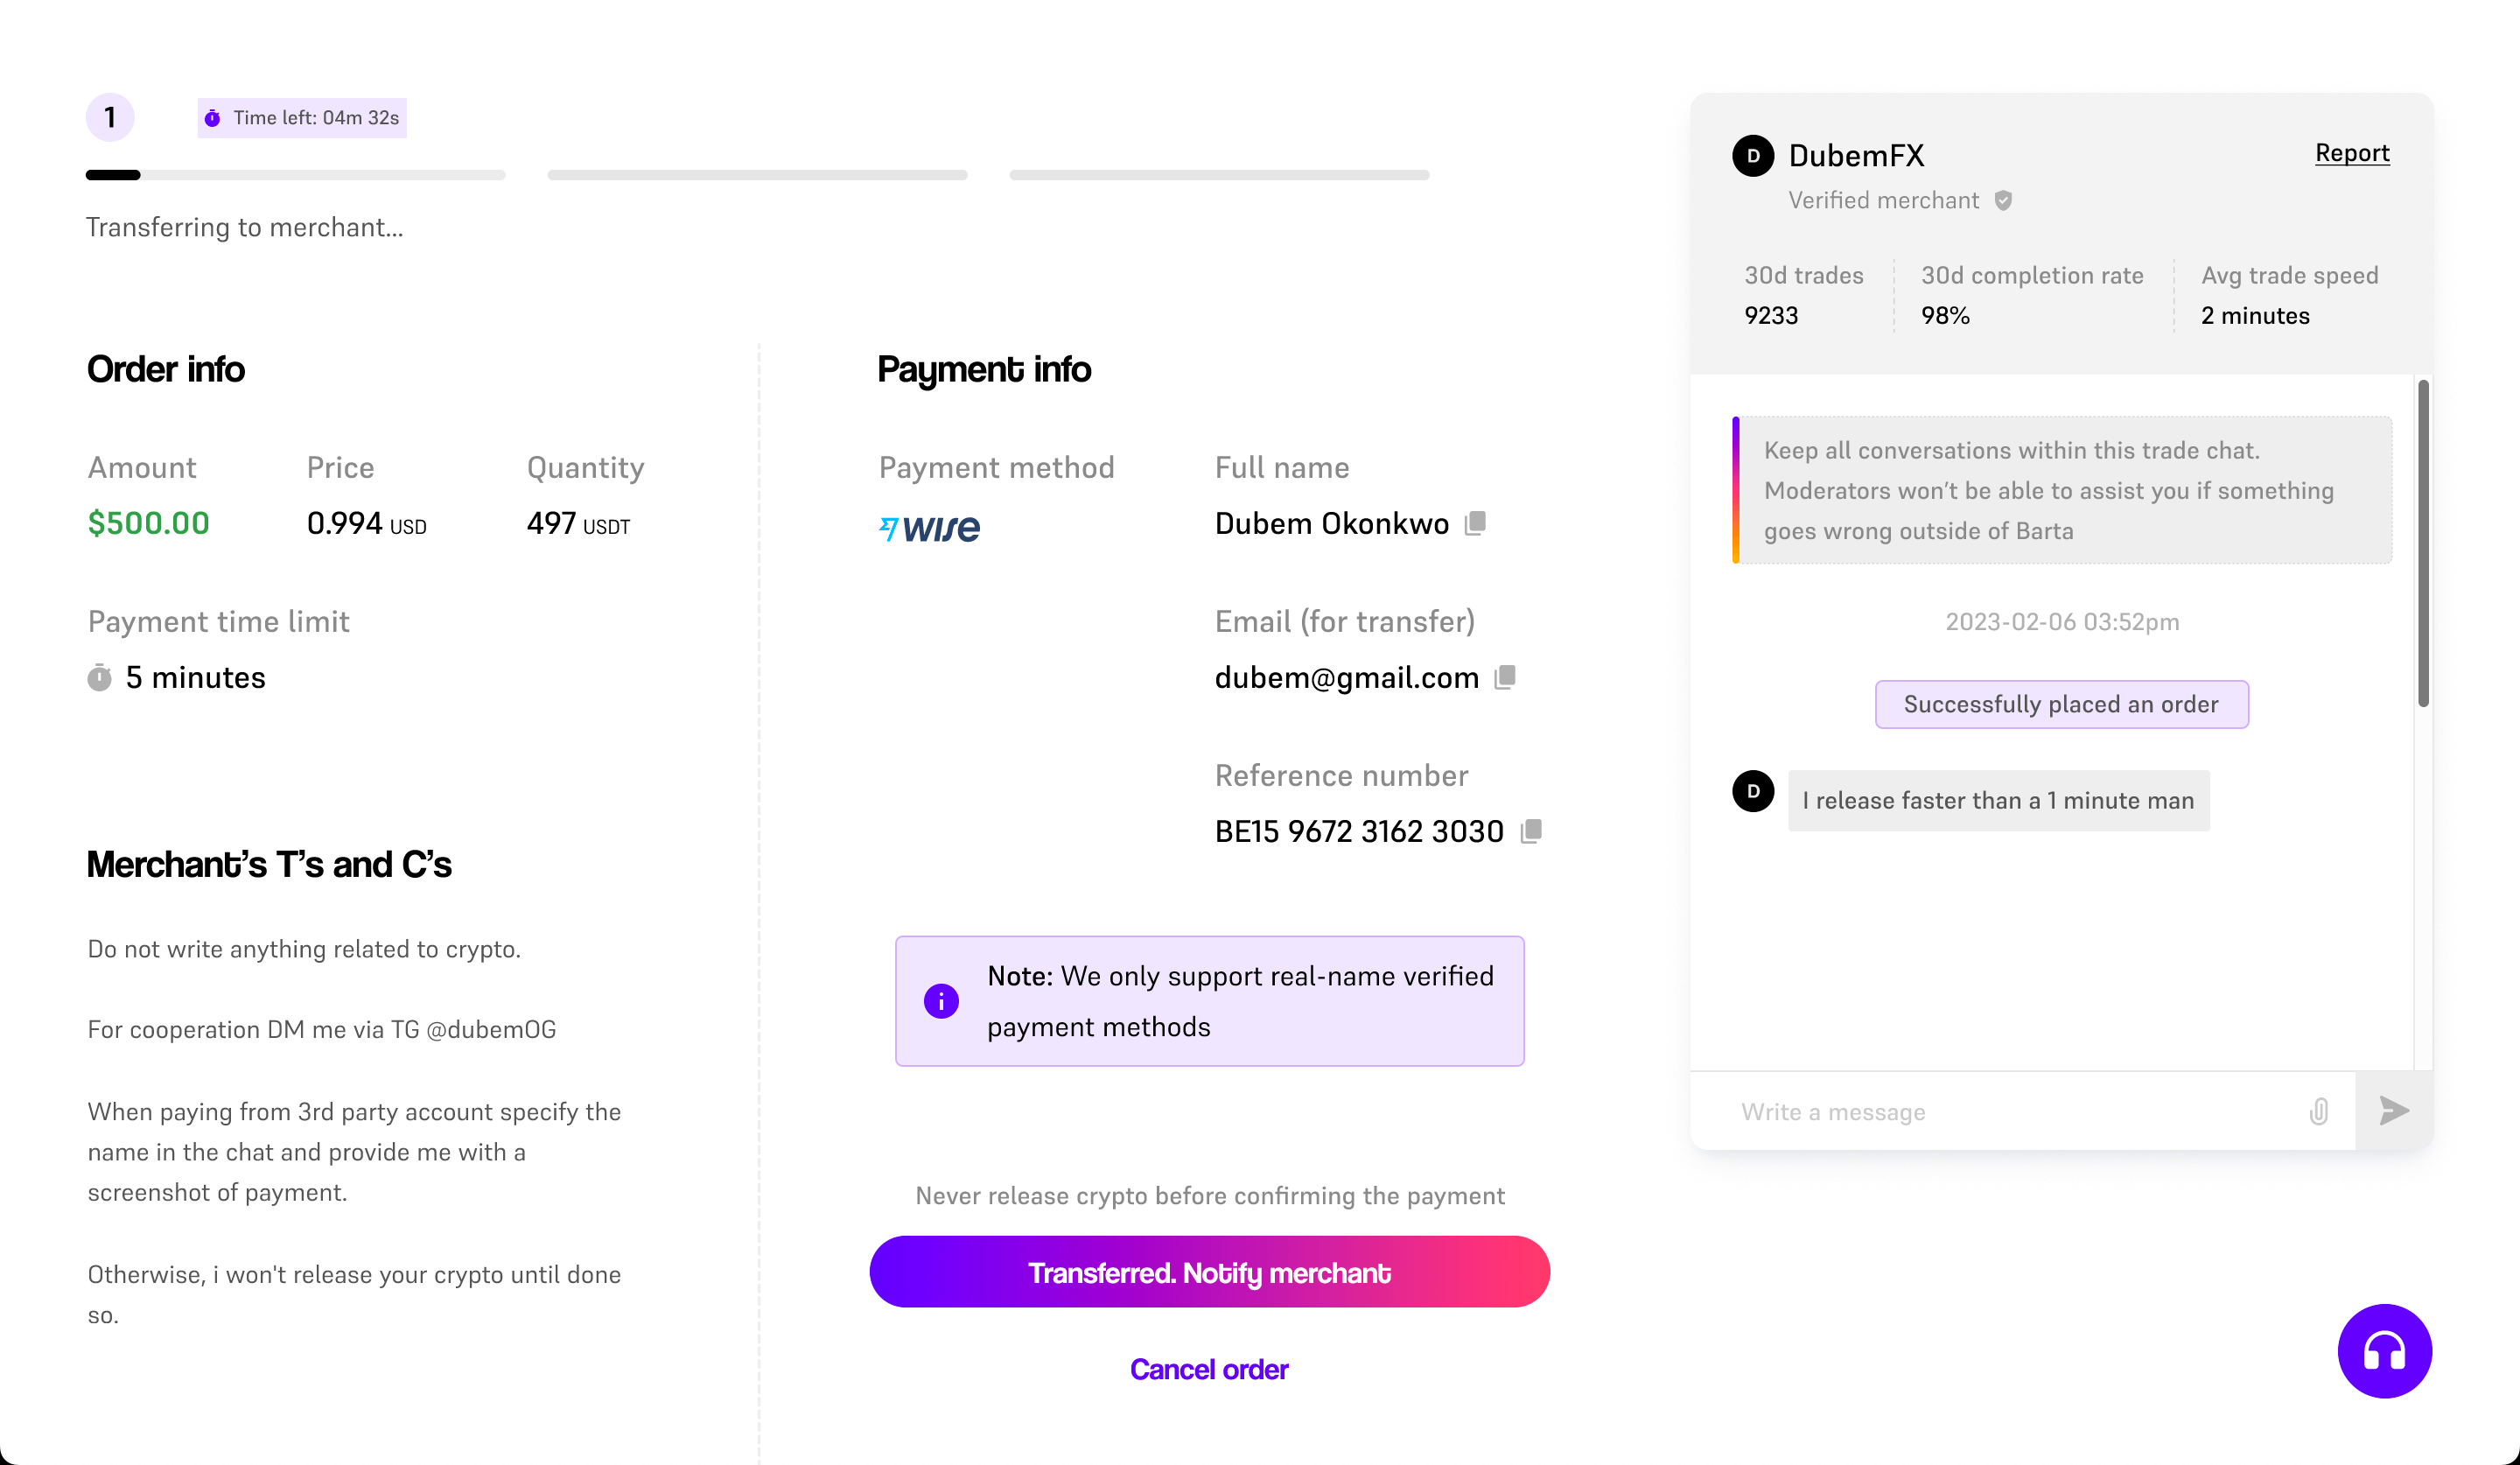 1
Time left: 04m 32s
Transferring to merchant...
Order info
Amount
$500.00
Price
0.994 USD
Quantity
497 USDT
Payment time limit
5 minutes
Merchant’s T’s and C’s
Do not write anything related to crypto.
For cooperation DM me via TG @dubemOG
When paying from 3rd party account specify the
name in the chat and provide me with a
screenshot of payment.
Otherwise, i won't release your crypto until done
so.
Payment info
Payment method
wise
Full name
Dubem Okonkwo
Email (for transfer)
dubem@gmail.com
Reference number
BE15 9672 3162 3030
Note: We only support real-name verified
payment methods
Never release crypto before confirming the payment
Transferred. Notify merchant
Cancel order
D
DubemFX
Report
Verified merchant
30d trades
9233
30d completion rate
98%
Avg trade speed
2 minutes
Keep all conversations within this trade chat.
Moderators won’t be able to assist you if something
goes wrong outside of Barta
2023-02-06 03:52pm
Successfully placed an order
D
I release faster than a 1 minute man
Write a message